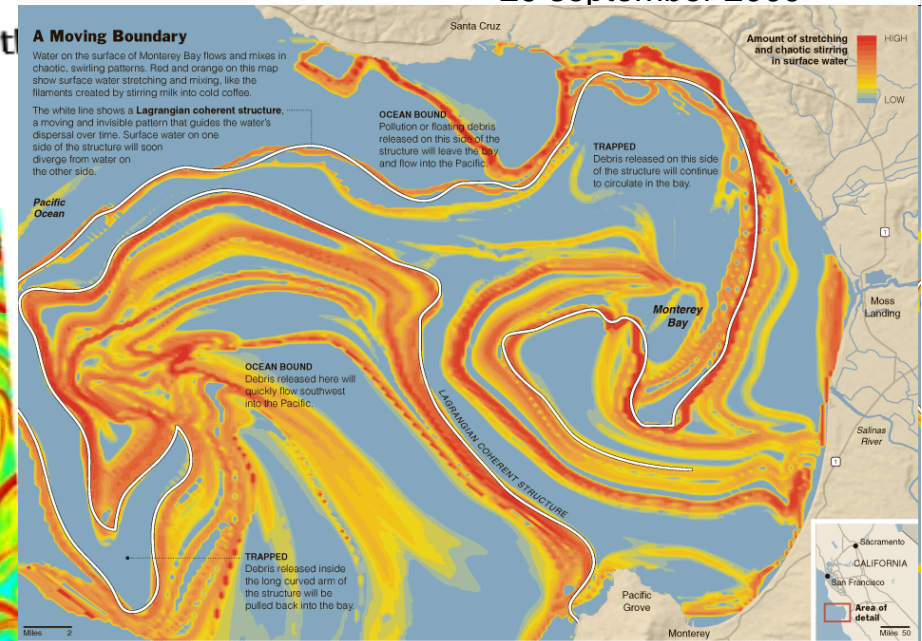 A Moving Boundary
Water on the surface of Monterey Bay flows and mixes in
chaotic, swirling patterns. Red and orange on this map
show surface water stretching and mixing, like the
filaments created by stirring milk into cold coffee.
The white line shows a Lagrangian coherent structure,
a moving and invisible pattern that guides the water's
dispersal over time. Surface water on one
side of the structure will soon
diverge from water on
the other side.
Santa Cruz
Amount of stretching
and chaotic stirring
in surface water
HIGH
LOW
OCEAN BOUND
Pollution or floating debris
released on this side of the
structure will leave the bay
and flow into the Pacific.
TRAPPED
Debris released on this side
of the structure will continue
to circulate in the bay.
Pacific
Ocean
1
Moss
Landing
Monterey
Bay
OCEAN BOUND
Debris released here will
quickly flow southwest
into the Pacific.
LAGRANGIAN COHERENT STRUCTURE
Salinas
River
1
TRAPPED
Debris released inside
the long curved arm of
the structure will be
pulled back into the bay.
Sacramento
CALIFORNIA
San Francisco
Area of
detail
Miles 50
Pacific
Grove
Monterey
Miles 2